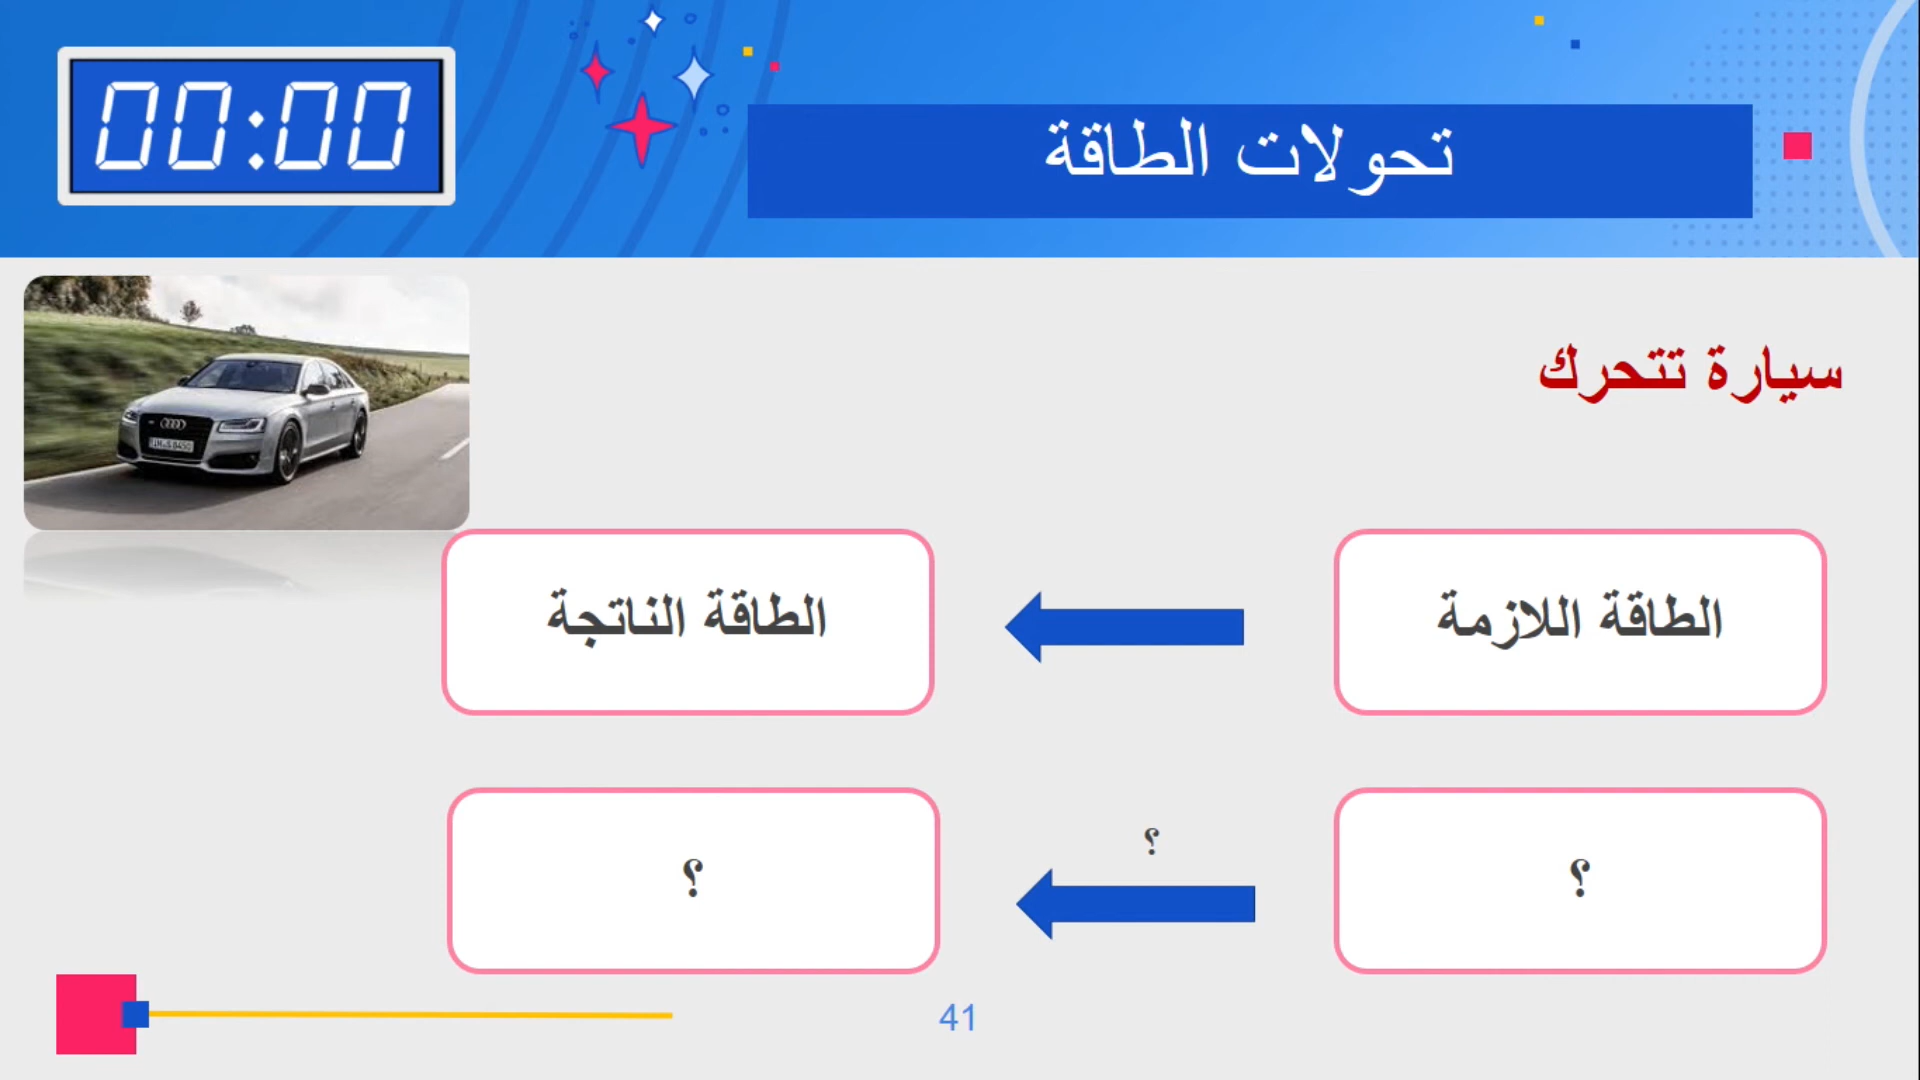 00:00
تحولات الطاقة
سيارة تتحرك
الطاقة اللازمة
الطاقة الناتجة
؟
؟
؟
41